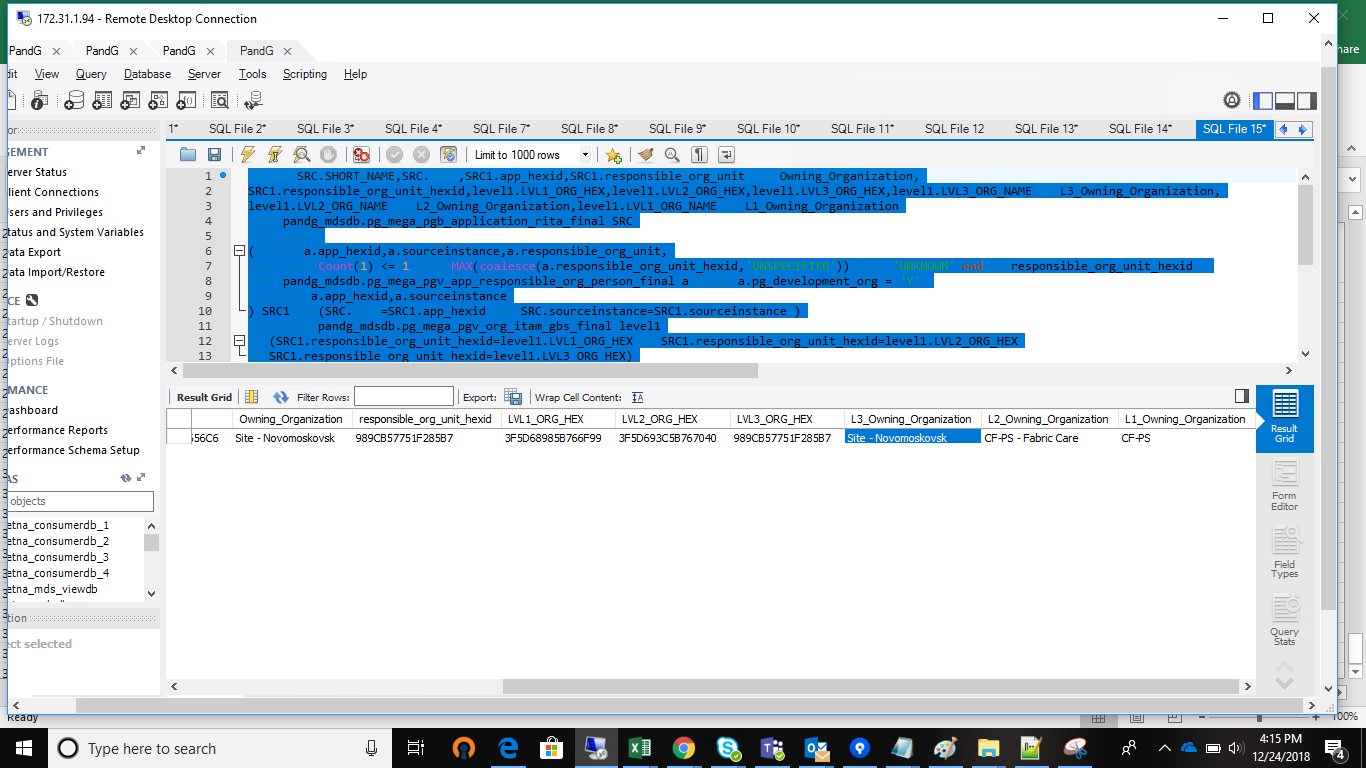 172.31.1.94 - Remote Desktop Connection
PandG PandG PandG PandG
dit View Query Database Server Tools Scripting Help
1* SQL File 2* SQL File 3* SQL File 4* SQL File 7* SQL File 8* SQL File 9* SQL File 10* SQL File 11* SQL File 12 SQL File 13* SQL File 14* SQL File 15*
Limit to 1000 rows
or
GEMENT
erver Status
lient Connections
sers and Privileges
tatus and System Variables
ata Export
ata Import/Restore
CE
tartup / Shutdown
erver Logs
ptions File
MANCE
ashboard
erformance Reports
erformance Schema Setup
AS
objects
etna_consumerdb_1
etna_consumerdb_2
etna_consumerdb_3
etna_consumerdb_4
etna_mds_viewdb
tion
ect selected
1 SRC.SHORT_NAME,SRC. ,SRC1.app_hexid,SRC1.responsible_org_unit Owning_Organization,
2 SRC1.responsible_org_unit_hexid,level1.LVL1_ORG_HEX,level1.LVL2_ORG_HEX,level1.LVL3_ORG_HEX,level1.LVL3_ORG_NAME L3_Owning_Organization,
3 level1.LVL2_ORG_NAME L2_Owning_Organization,level1.LVL1_ORG_NAME L1_Owning_Organization
4 pandg_mdsdb.pg_mega_pgb_application_rita_final SRC
5
6 ( a.app_hexid,a.sourceinstance,a.responsible_org_unit,
7 Count(1) <= 1 MAX(coalesce(a.responsible_org_unit_hexid,'UNSPECIFIED')) 'UNKNOWN' end responsible_org_unit_hexid
8 pandg_mdsdb.pg_mega_pgv_app_responsible_org_person_final a a.pg_development_org = 'Y'
9 a.app_hexid,a.sourceinstance
10 ) SRC1 (SRC. =SRC1.app_hexid SRC.sourceinstance=SRC1.sourceinstance )
11 pandg_mdsdb.pg_mega_pgv_org_itam_gbs_final level1
12 (SRC1.responsible_org_unit_hexid=level1.LVL1_ORG_HEX SRC1.responsible_org_unit_hexid=level1.LVL2_ORG_HEX
13 SRC1.responsible_org_unit_hexid=level1.LVL3_ORG_HEX)
Result Grid Filter Rows: Export: Wrap Cell Content:
Owning_Organization responsible_org_unit_hexid LVL1_ORG_HEX LVL2_ORG_HEX LVL3_ORG_HEX L3_Owning_Organization L2_Owning_Organization L1_Owning_Organization
56C6 Site - Novomoskovsk 989CB57751F285B7 3F5D68985B766F99 3F5D693C5B767040 989CB57751F285B7 Site - Novomoskovsk CF-PS - Fabric Care CF-PS
Result
Grid
Form
Editor
Field
Types
Query
Stats
hare
Ready
100%
Type here to search
4:15 PM
12/24/2018
4